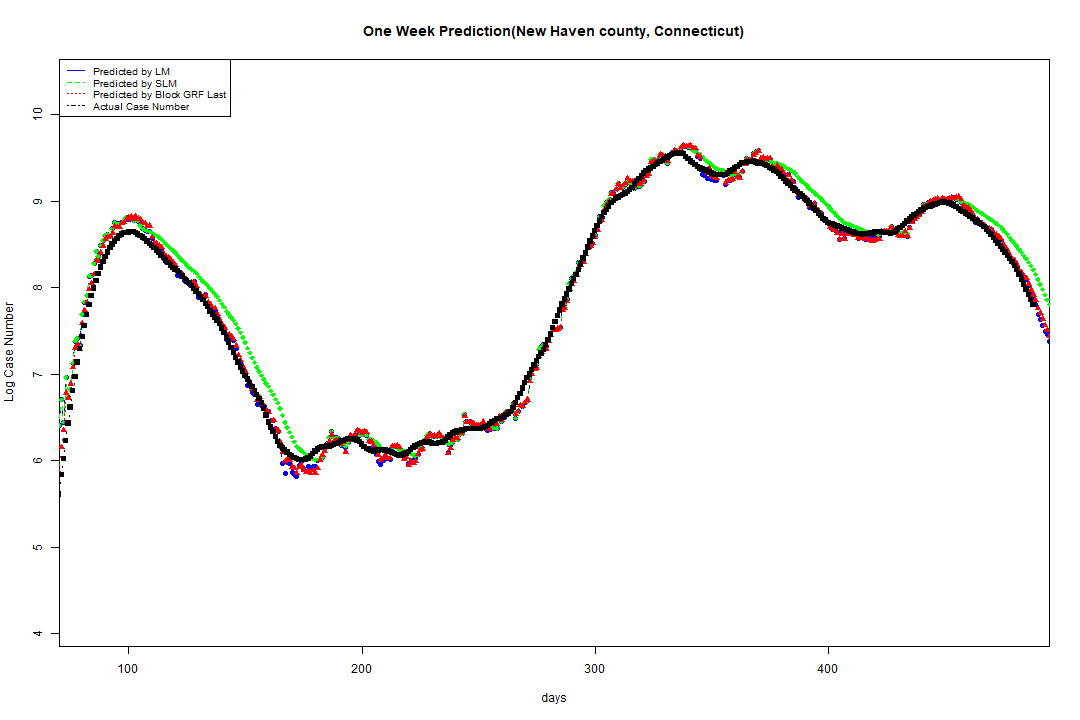 One Week Prediction(New Haven county, Connecticut)
Predicted by LM
Predicted by SLM
Predicted by Block GRF Last
Actual Case Number
10
9
8
7
6
5
4
Log Case Number
100 200 300 400
days